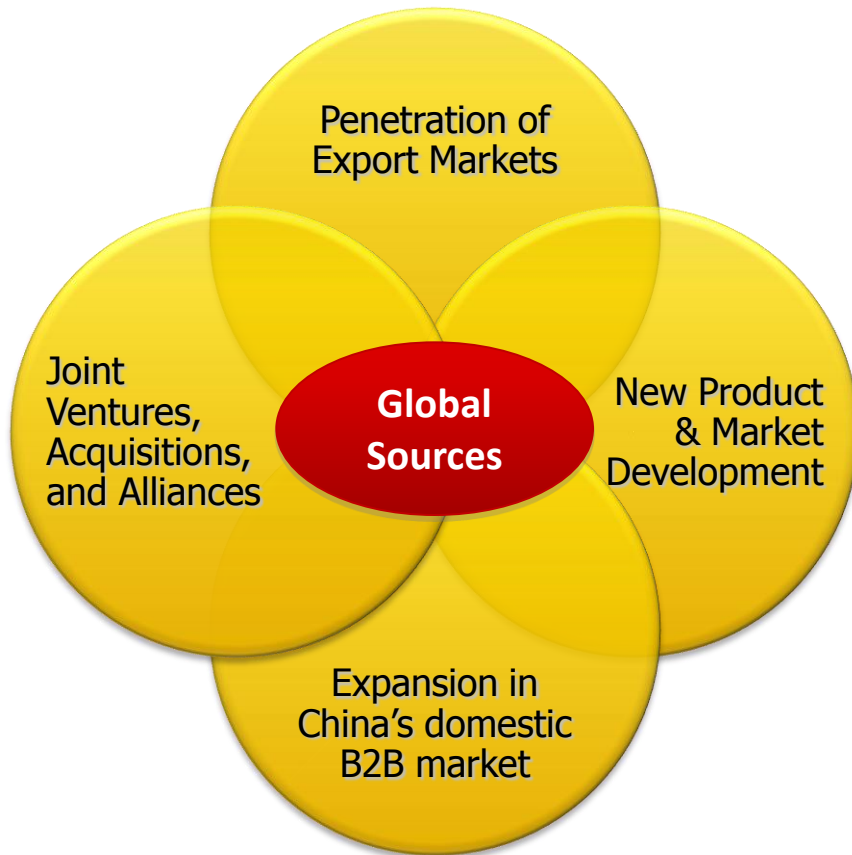 Penetration of
Export Markets
Joint
Ventures,
Acquisitions,
and Alliances
Global
Sources
New Product
& Market
Development
Expansion in
China’s domestic
B2B market